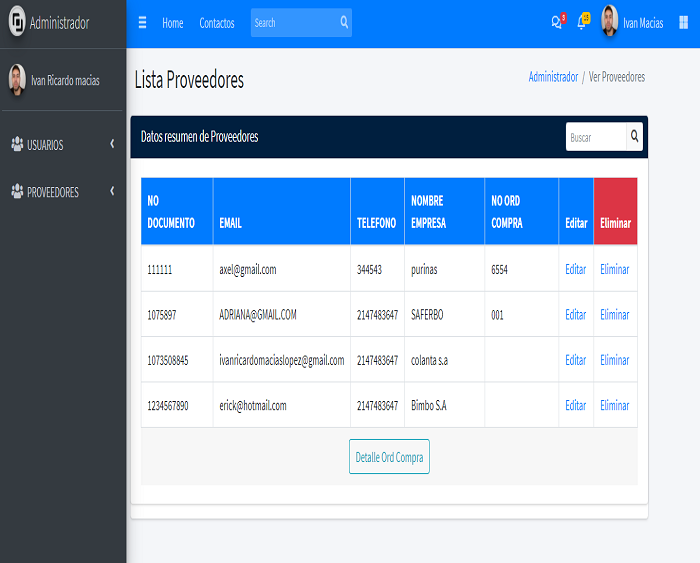 Administrador
Home Contactos Search 8 15 Ivan Macias
Ivan Ricardo macias
USUARIOS
PROVEEDORES
Lista Proveedores
Administrador / Ver Proveedores
Datos resumen de Proveedores Buscar
NO DOCUMENTO EMAIL TELEFONO NOMBRE EMPRESA NO ORD COMPRA Editar Eliminar
111111 axel@gmail.com 344543 purinas 6554 Editar Eliminar
1075897 ADRIANA@GMAIL.COM 2147483647 SAFERBO 001 Editar Eliminar
1073508845 ivanricardomaciaslopez@gmail.com 2147483647 colanta s.a Editar Eliminar
1234567890 erick@hotmail.com 2147483647 Bimbo S.A Editar Eliminar
Detalle Ord Compra